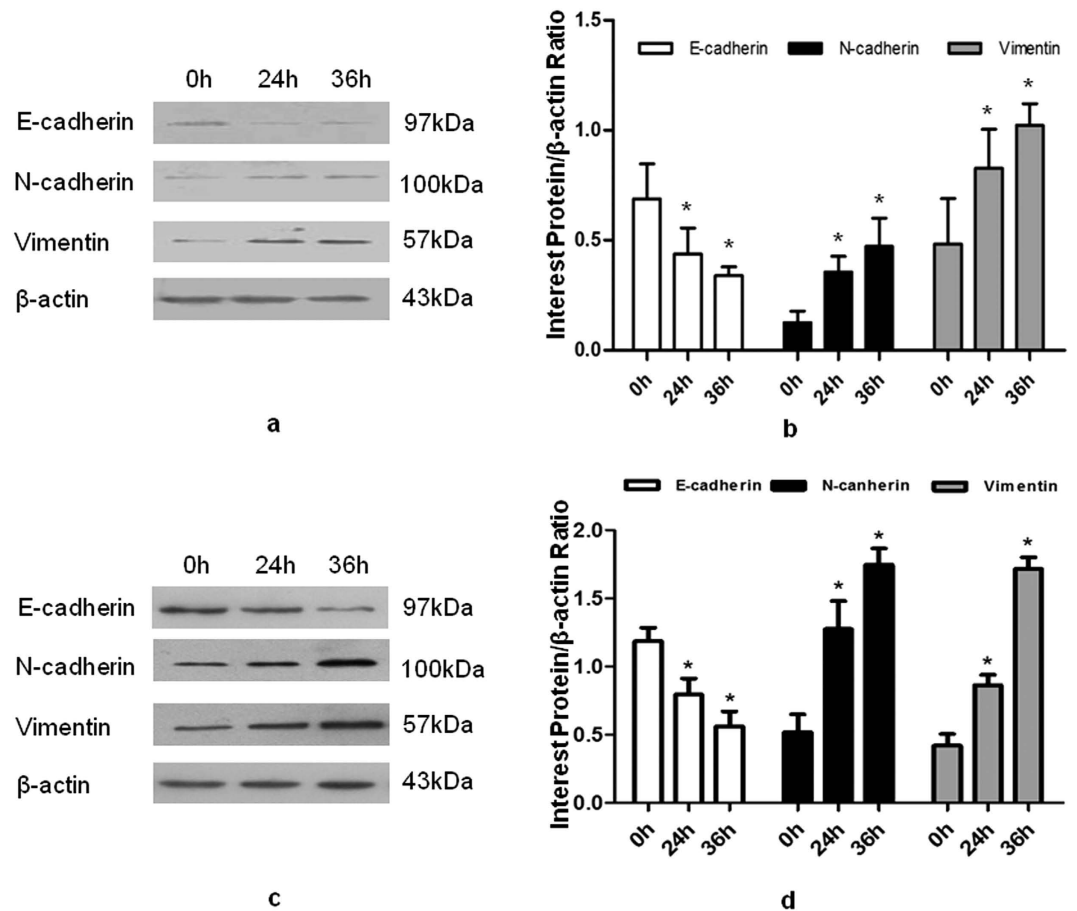 0h 24h 36h
E-cadherin 97kDa
N-cadherin 100kDa
Vimentin 57kDa
β-actin 43kDa
a
E-cadherin N-cadherin Vimentin
Interest Protein/β-actin Ratio
1.5
1.0
0.5
0.0
* * * * * *
0h 24h 36h 0h 24h 36h 0h 24h 36h
b
0h 24h 36h
E-cadherin 97kDa
N-cadherin 100kDa
Vimentin 57kDa
β-actin 43kDa
c
E-cadherin N-canherin Vimentin
Interest Protein/β-actin Ratio
2.0
1.5
1.0
0.5
0.0
* * * * * *
0h 24h 36h 0h 24h 36h 0h 24h 36h
d